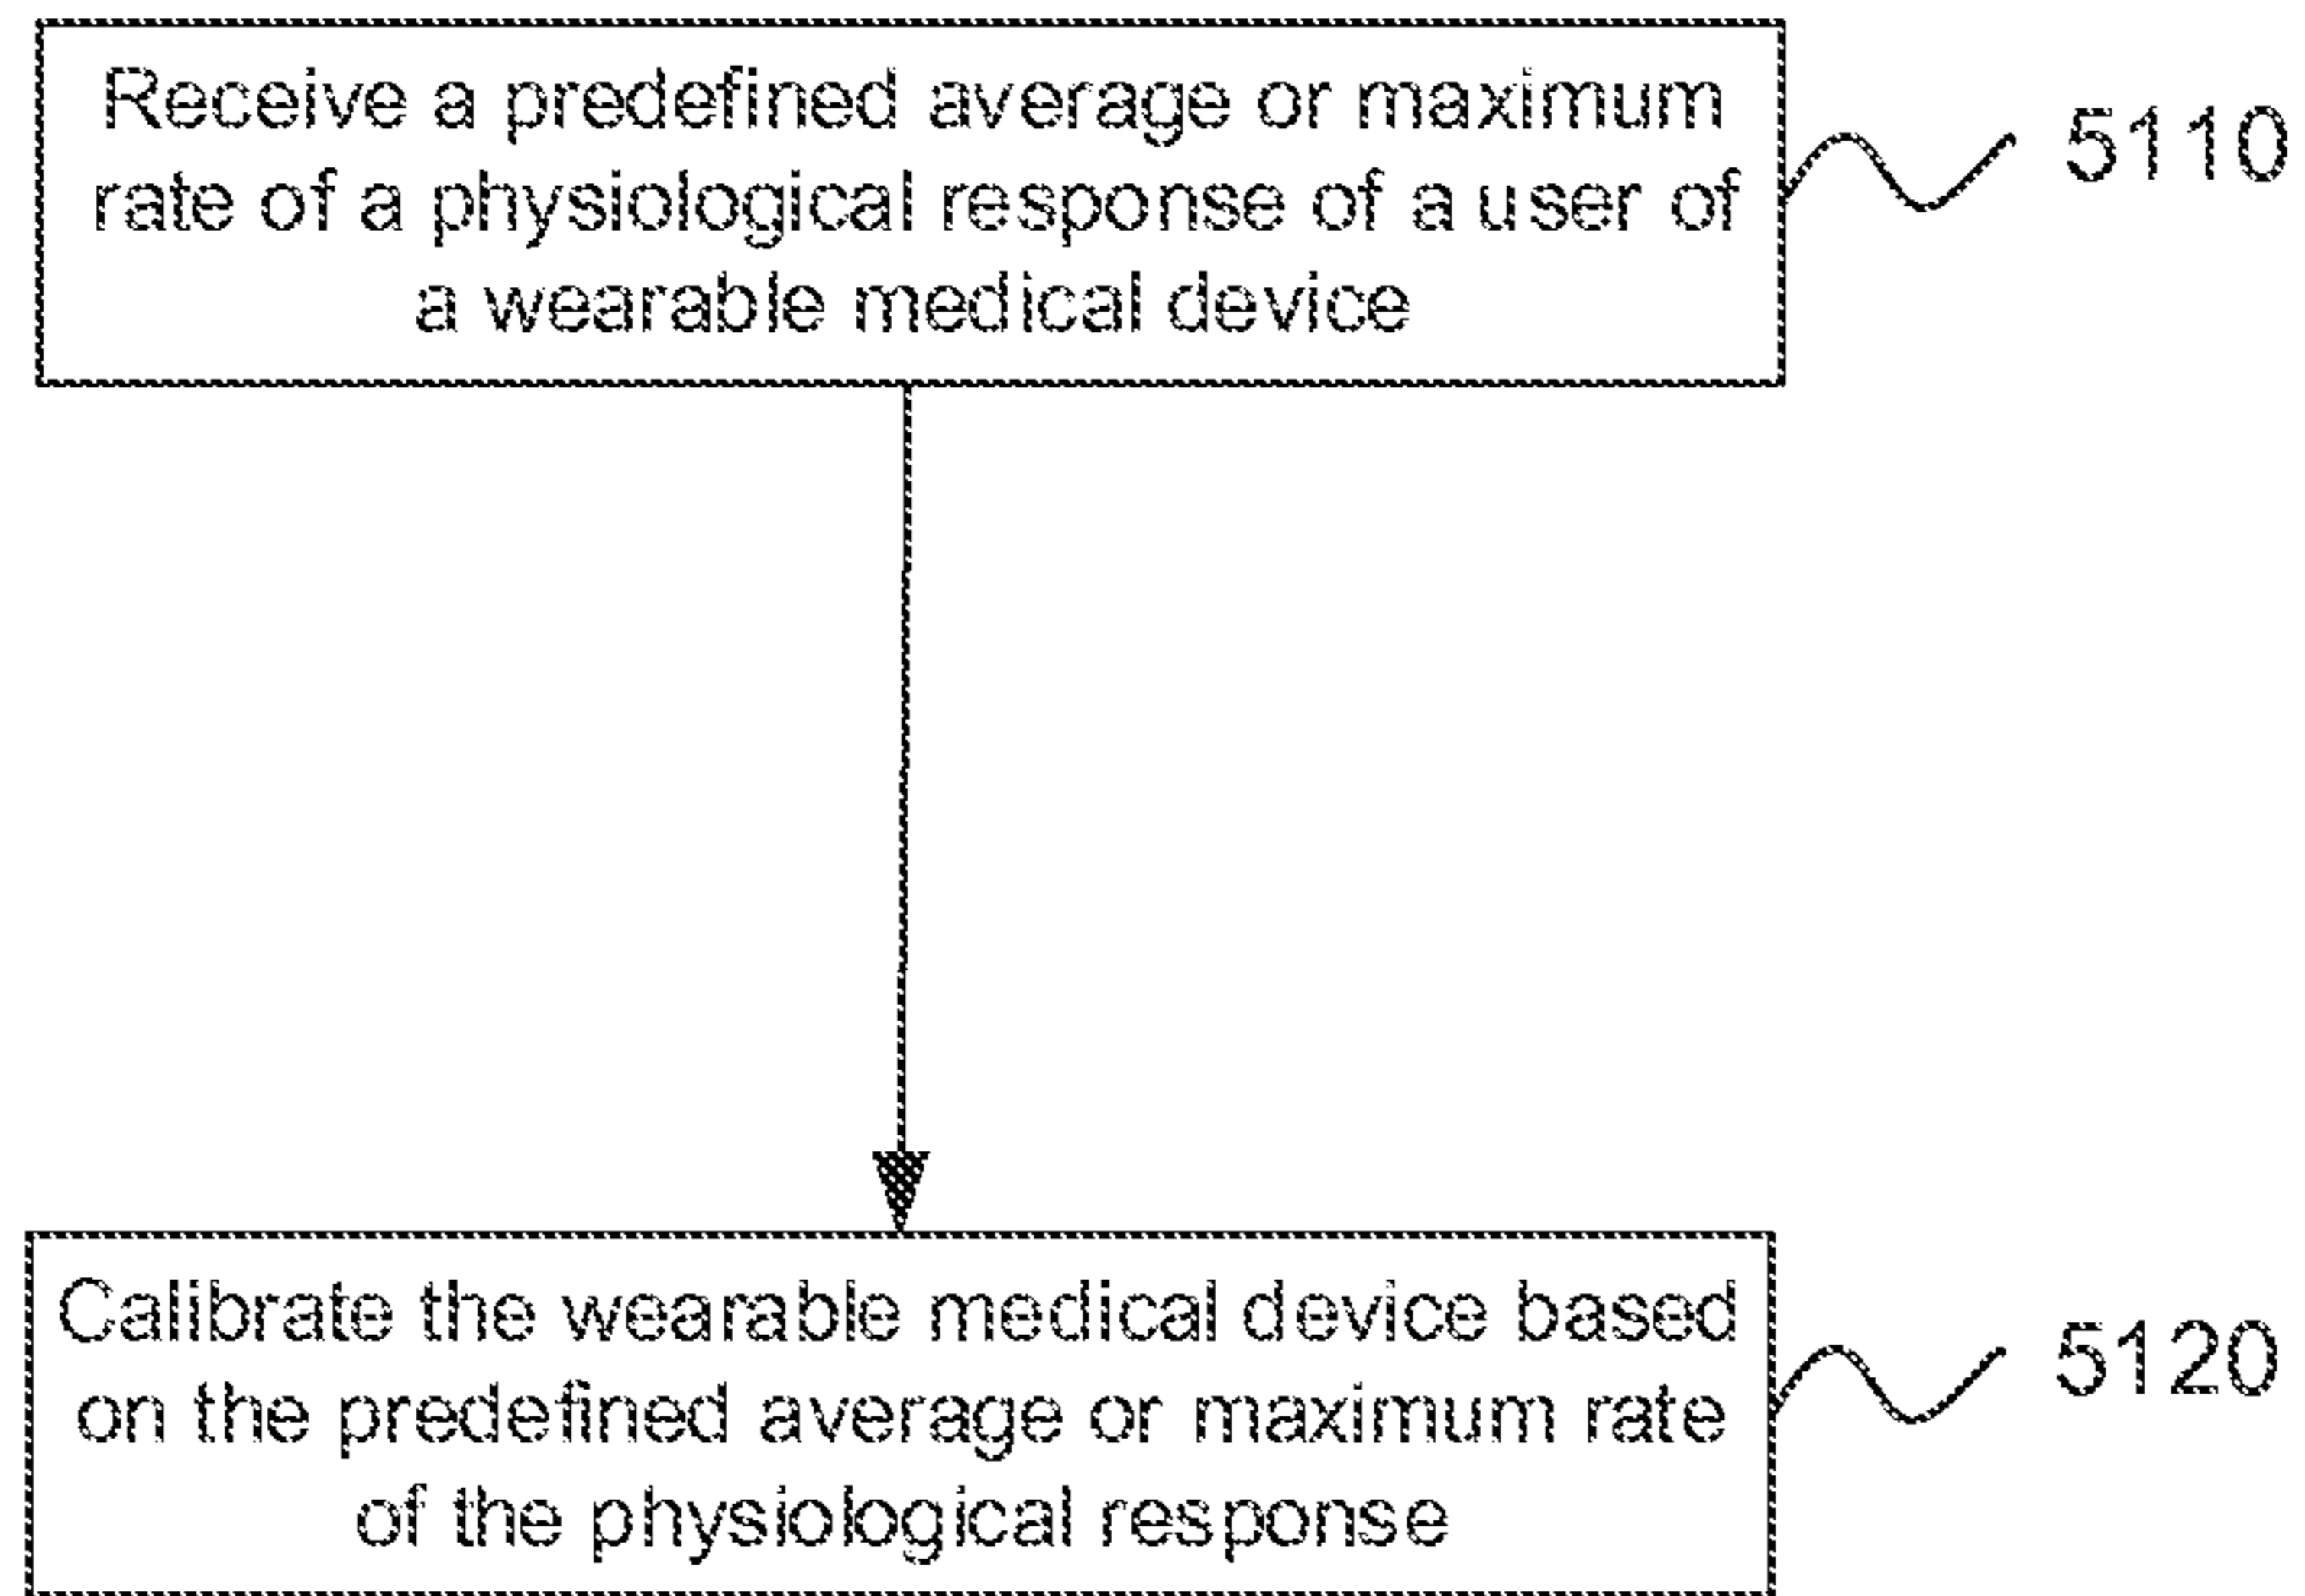 Receive a predefined average or maximum
rate of a physiological response of a user of
a wearable medical device
5110
Calibrate the wearable medical device based
on the predefined average or maximum rate
of the physiological response
5120